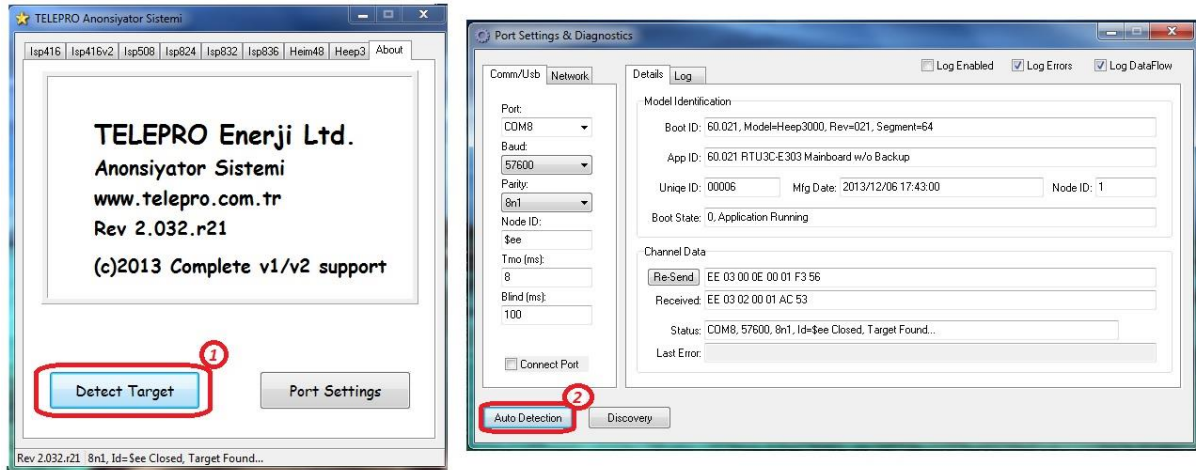 TELEPRO Anonsiyator Sistemi
Isp416 Isp416v2 Isp508 Isp824 Isp832 Isp836 Heim48 Heep3 About
TELEPRO Enerji Ltd.
Anonsiyator Sistemi
www.telepro.com.tr
Rev 2.032.r21
(c)2013 Complete v1/v2 support
1
Detect Target Port Settings
Rev 2.032.r21 8n1, Id=$ee Closed, Target Found...
Port Settings & Diagnostics
Comm/Usb Network
Port:
COM8
Baud:
57600
Parity:
8n1
Node ID:
$ee
Tmo (ms):
8
Blind (ms):
100
Connect Port
Details Log
Log Enabled Log Errors Log DataFlow
Model Identification
Boot ID: 60.021, Model=Heep3000, Rev=021, Segment=64
App ID: 60.021 RTU3C-E303 Mainboard w/o Backup
Uniqe ID: 00006 Mfg Date: 2013/12/06 17:43:00 Node ID: 1
Boot State: 0, Application Running
Channel Data
Re-Send EE 03 00 0E 00 01 F3 56
Received: EE 03 02 00 01 AC 53
Status: COM8, 57600, 8n1, Id=$ee Closed, Target Found...
Last Error:
2
Auto Detection Discovery